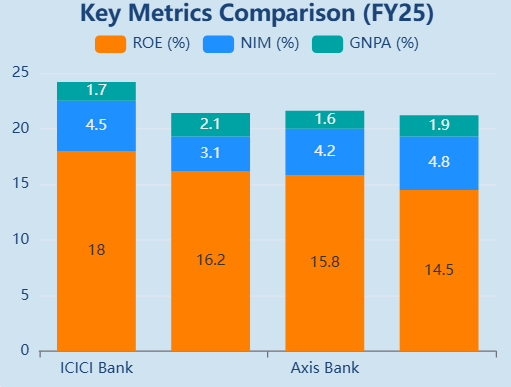 Key Metrics Comparison (FY25)
ROE (%) NIM (%) GNPA (%)
25
1.7 2.1 1.6 1.9
20
4.5 3.1 4.2 4.8
15
10
18 16.2 15.8 14.5
5
0
ICICI Bank Axis Bank